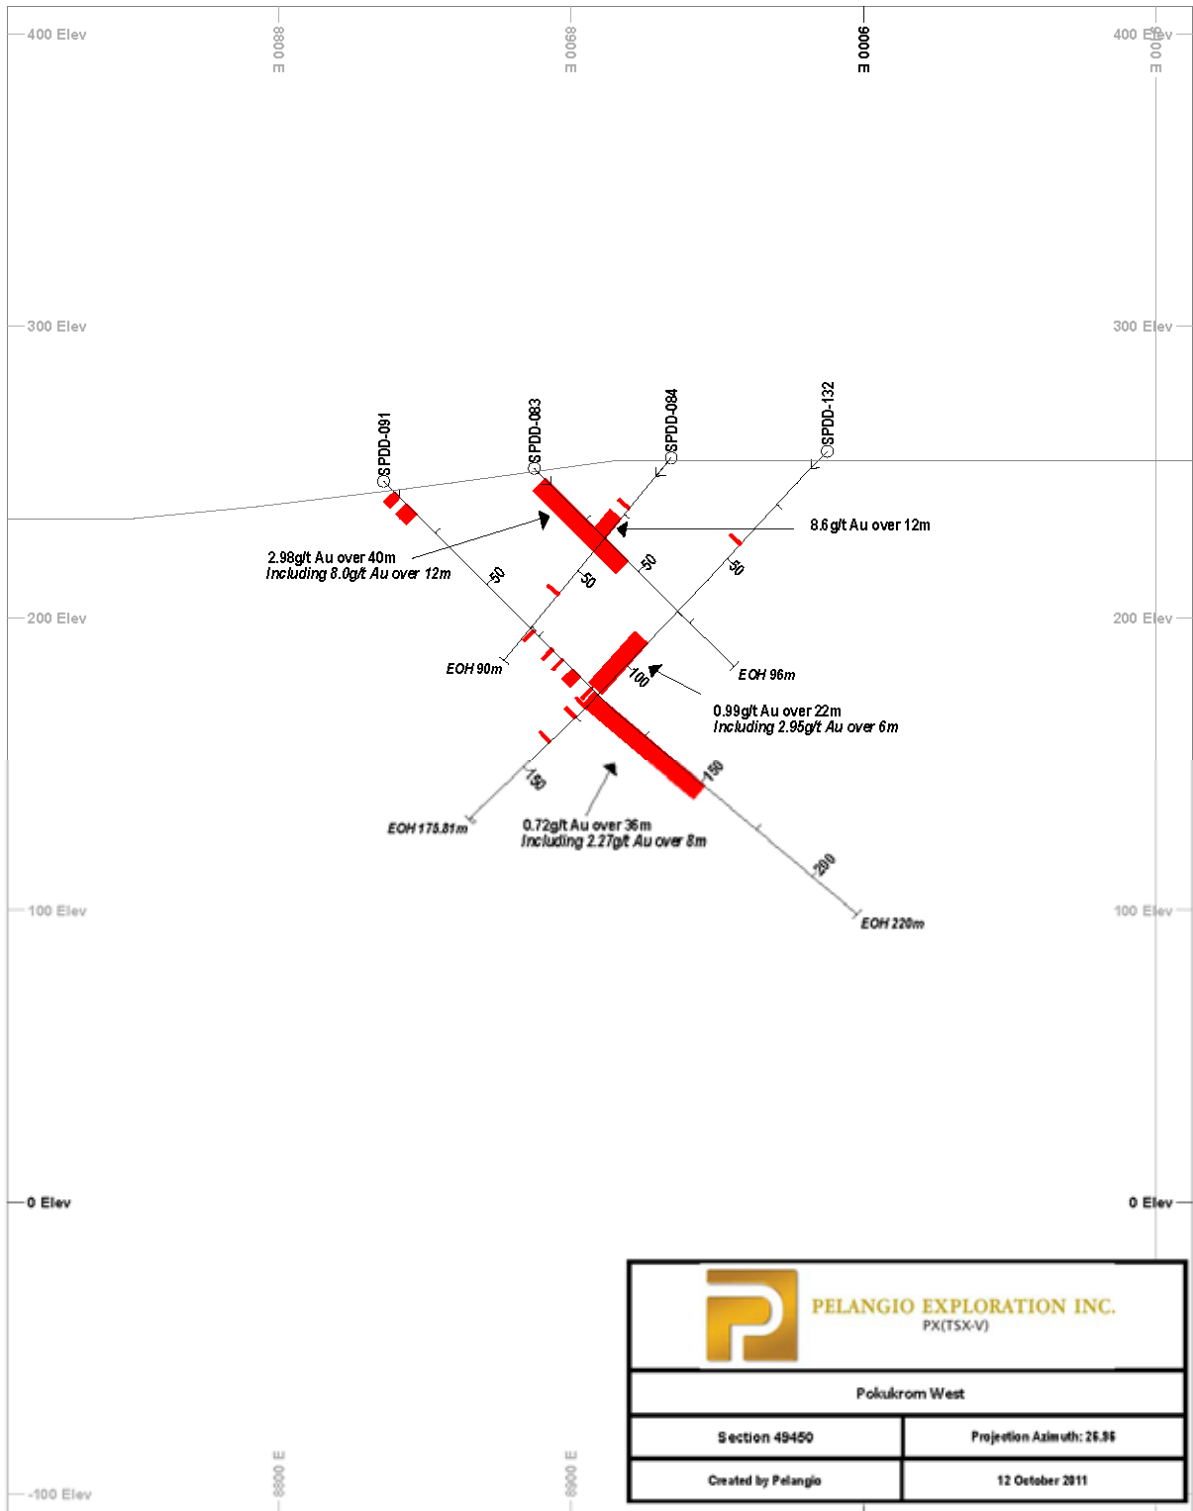 8800 E
8900 E
9000 E
9100 E
400 Elev
400 Elev
300 Elev
300 Elev
SPDD-091
SPDD-083
SPDD-084
SPDD-132
8.6g/t Au over 12m
2.98g/t Au over 40m
Including 8.0g/t Au over 12m
50
50
50
50
200 Elev
200 Elev
EOH 90m
EOH 96m
100
0.99g/t Au over 22m
Including 2.95g/t Au over 6m
150
150
EOH 175.81m
0.72g/t Au over 36m
Including 2.27g/t Au over 8m
200
100 Elev
100 Elev
EOH 220m
0 Elev
0 Elev
PELANGIO EXPLORATION INC.
PX(TSX-V)
Pokukrom West
Section 49450
Projection Azimuth: 26.96
Created by Pelangio
12 October 2011
-100 Elev
8800 E
8900 E